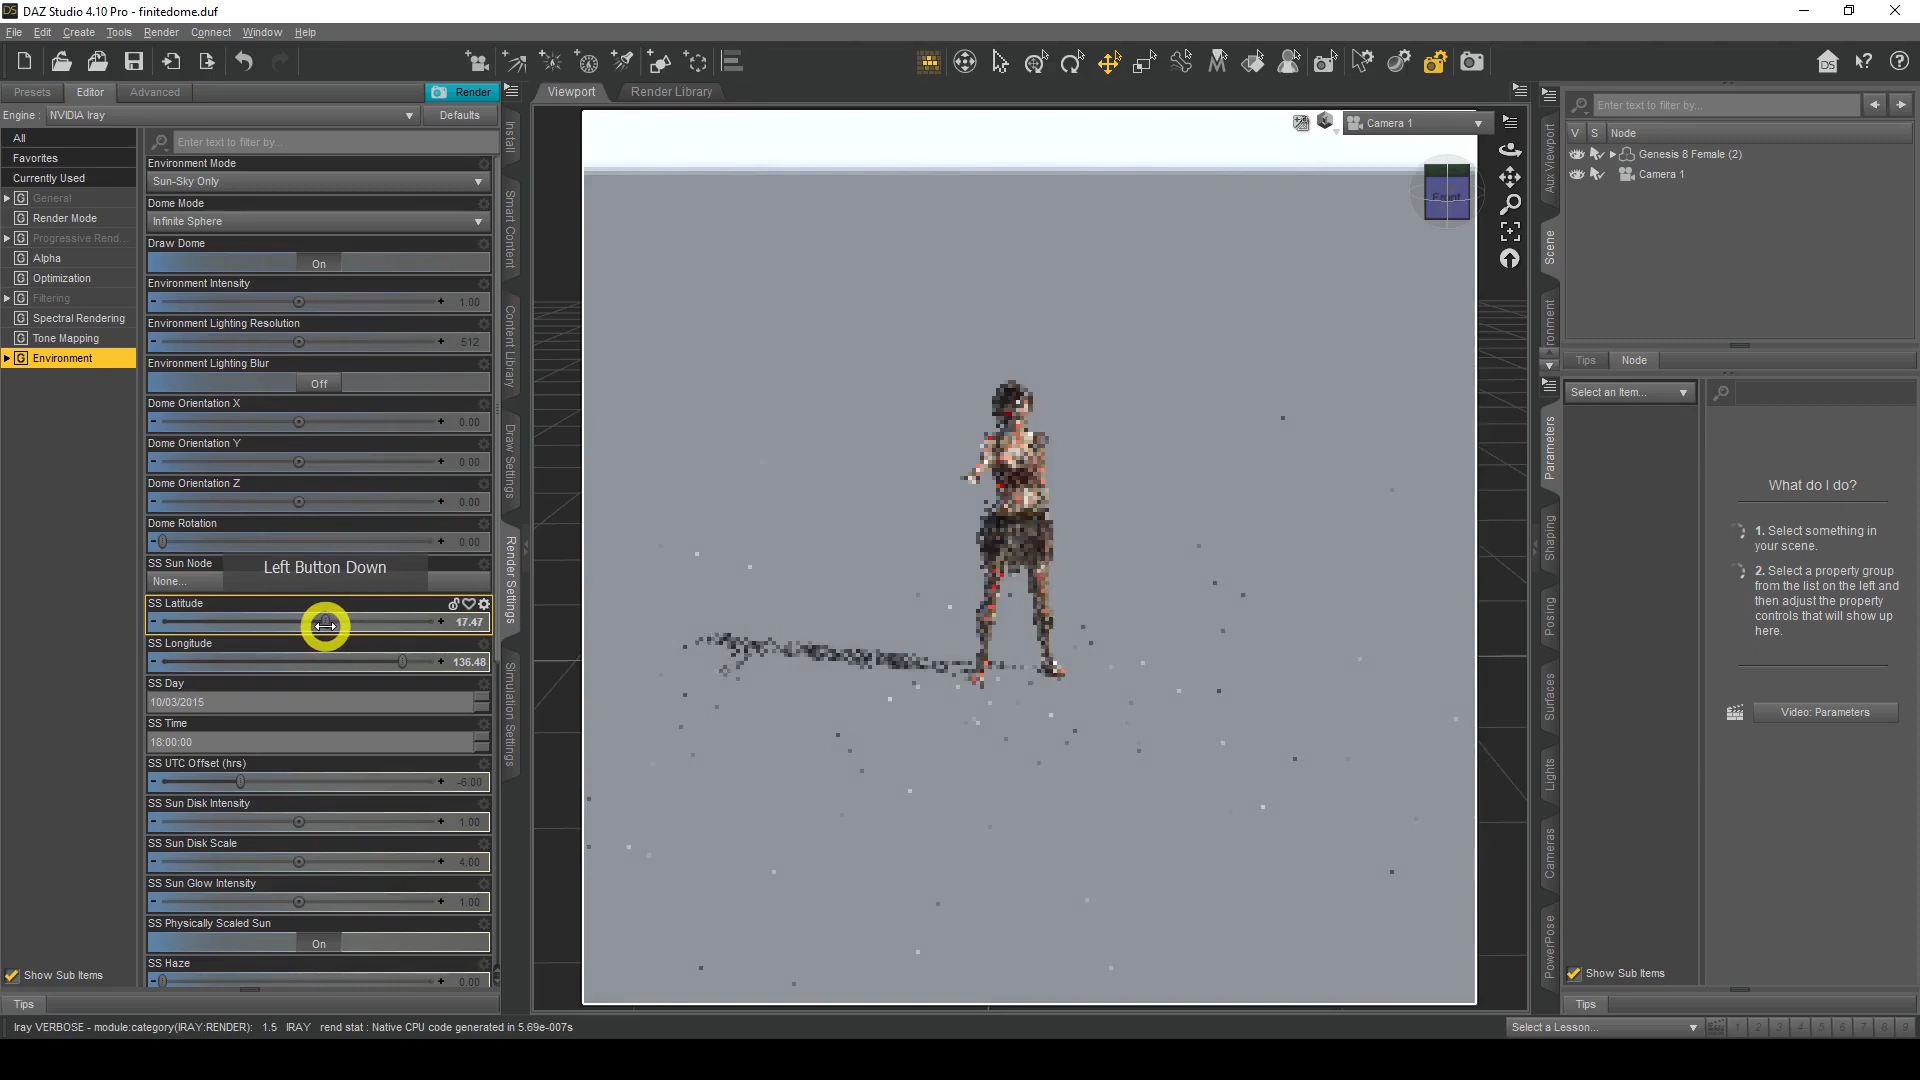 DAZ Studio 4.10 Pro - finitedome.duf
File Edit Create Tools Render Connect Window Help
Presets Editor Advanced Render
Viewport Render Library
Engine : NVIDIA Iray Defaults
All
Favorites
Currently Used
General
Render Mode
Progressive Rend...
Alpha
Optimization
Filtering
Spectral Rendering
Tone Mapping
Environment
Show Sub Items
Tips
Enter text to filter by...
Environment Mode
Sun-Sky Only
Dome Mode
Infinite Sphere
Draw Dome
On
Environment Intensity
1.00
Environment Lighting Resolution
512
Environment Lighting Blur
Off
Dome Orientation X
0.00
Dome Orientation Y
0.00
Dome Orientation Z
0.00
Dome Rotation
0.00
SS Sun Node
None...
Left Button Down
SS Latitude
17.47
SS Longitude
136.48
SS Day
10/03/2015
SS Time
18:00:00
SS UTC Offset (hrs)
-6.00
SS Sun Disk Intensity
1.00
SS Sun Disk Scale
4.00
SS Sun Glow Intensity
1.00
SS Physically Scaled Sun
On
SS Haze
0.00
Install
Smart Content
Content Library
Draw Settings
Render Settings
Simulation Settings
Camera 1
Front
Aux Viewport
Scene
ironment
Enter text to filter by...
V S Node
Genesis 8 Female (2)
Camera 1
Tips Node
Parameters
Shaping
Posing
Surfaces
Lights
Cameras
PowerPose
Select an Item...
What do I do?
1. Select something in
your scene.
2. Select a property group
from the list on the left and
then adjust the property
controls that will show up
here.
Video: Parameters
Show Sub Items
Tips
Iray VERBOSE - module:category(IRAY:RENDER): 1.5 IRAY rend stat : Native CPU code generated in 5.69e-007s
Select a Lesson...
1 2 3 4 5 6 7 8 9